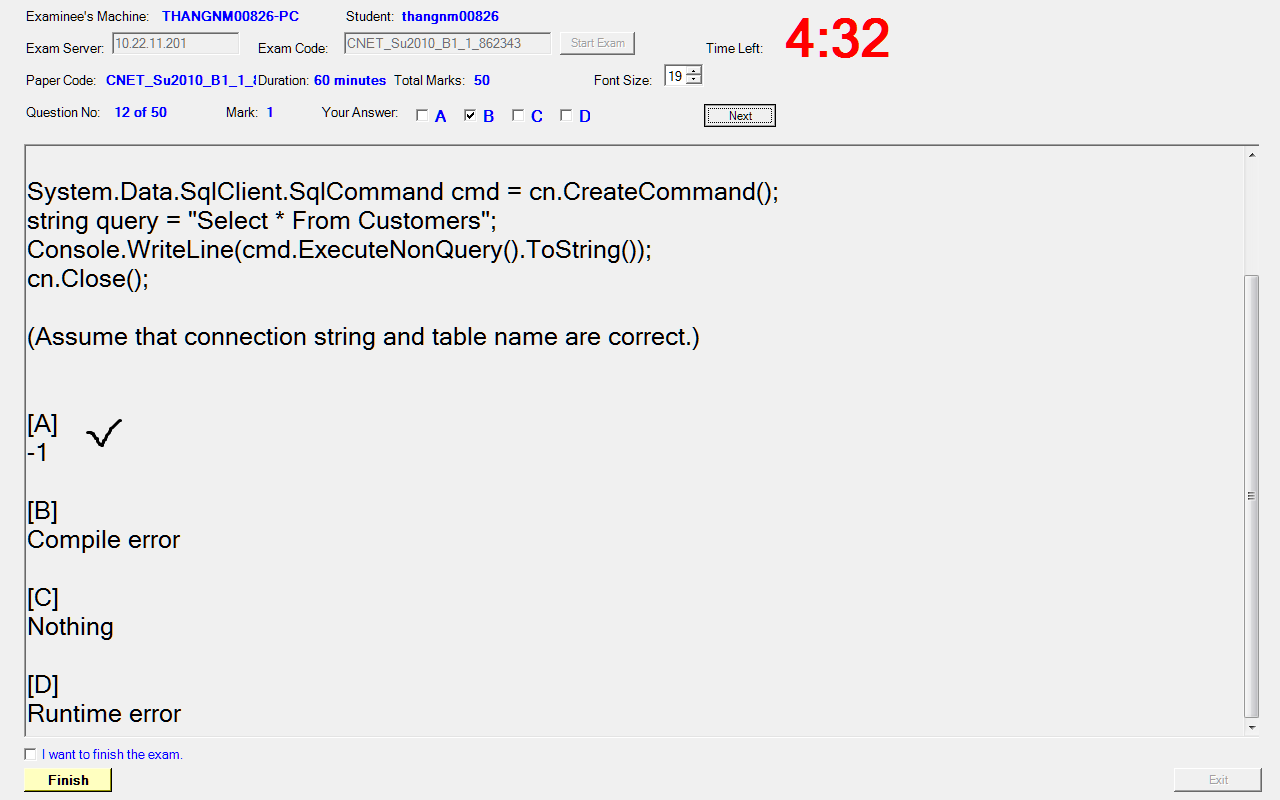 Examinee's Machine: THANGNM00826-PC Student: thangnm00826
Exam Server: 10.22.11.201 Exam Code: CNET_Su2010_B1_1_862343 Start Exam Time Left: 4:32
Paper Code: CNET_Su2010_B1_1_ Duration: 60 minutes Total Marks: 50 Font Size: 19
Question No: 12 of 50 Mark: 1 Your Answer: A B C D Next
System.Data.SqlClient.SqlCommand cmd = cn.CreateCommand();
string query = "Select * From Customers";
Console.WriteLine(cmd.ExecuteNonQuery().ToString());
cn.Close();
(Assume that connection string and table name are correct.)
[A]
-1
[B]
Compile error
[C]
Nothing
[D]
Runtime error
I want to finish the exam.
Finish Exit